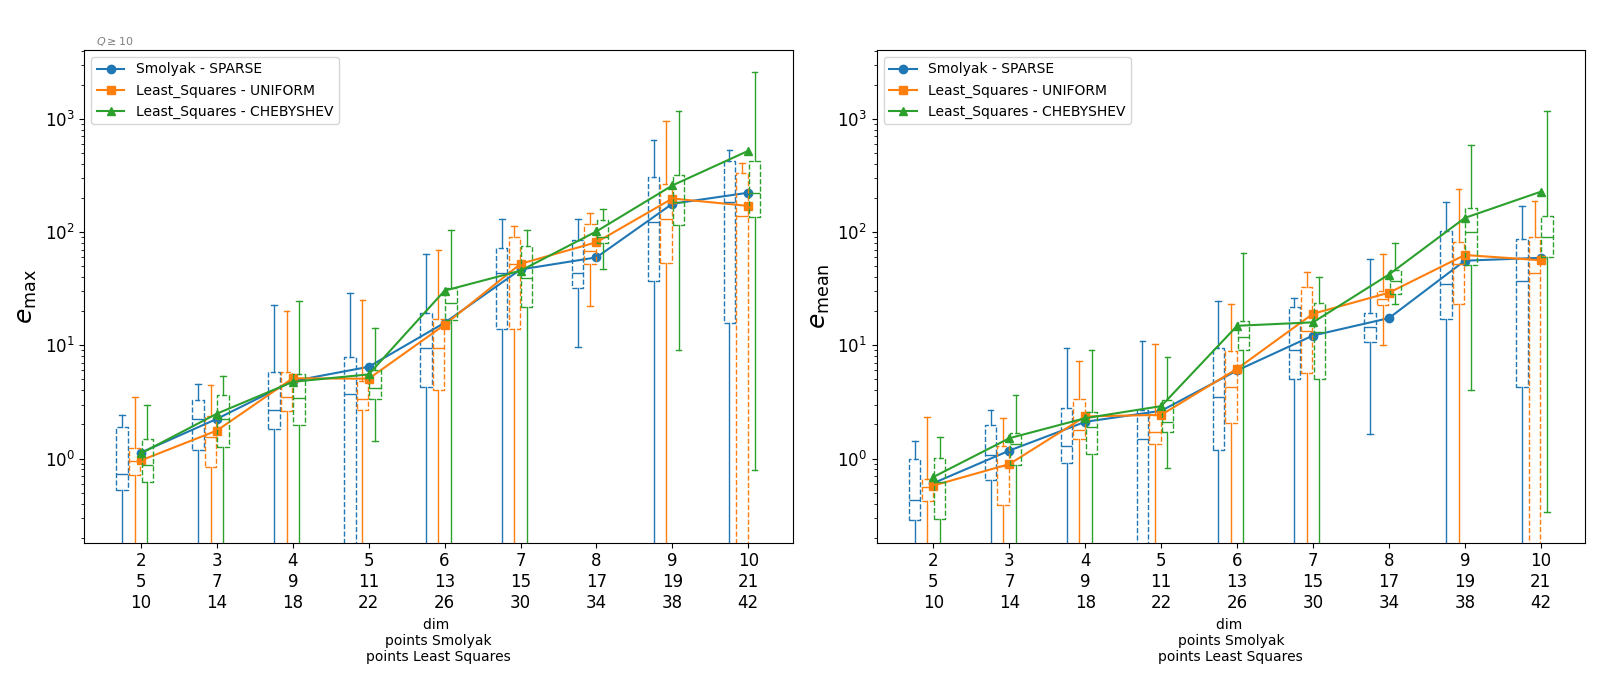 Q ≥ 10
Smolyak - SPARSE
Least_Squares - UNIFORM
Least_Squares - CHEBYSHEV
10³
10²
10¹
10⁰
e_max
2 3 4 5 6 7 8 9 10
5 7 9 11 13 15 17 19 21
10 14 18 22 26 30 34 38 42
dim
points Smolyak
points Least Squares
Smolyak - SPARSE
Least_Squares - UNIFORM
Least_Squares - CHEBYSHEV
10³
10²
10¹
10⁰
e_mean
2 3 4 5 6 7 8 9 10
5 7 9 11 13 15 17 19 21
10 14 18 22 26 30 34 38 42
dim
points Smolyak
points Least Squares